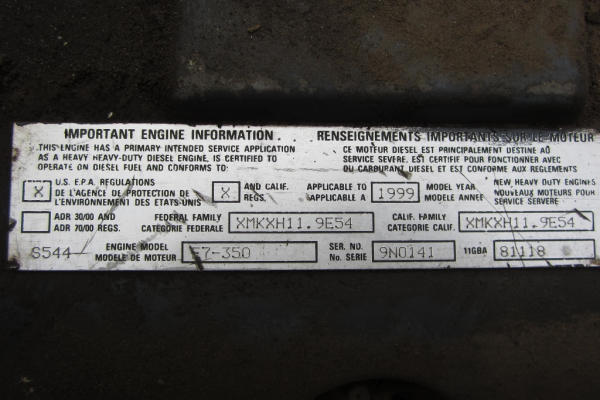 IMPORTANT ENGINE INFORMATION.
THIS ENGINE HAS A PRIMARY INTENDED SERVICE APPLICATION
AS A HEAVY HEAVY-DUTY DIESEL ENGINE, IS CERTIFIED TO
OPERATE ON DIESEL FUEL AND CONFORMS TO:
RENSEIGNEMENTS IMPORTANTS SUR LE MOTEUR
CE MOTEUR DIESEL EST PRINCIPALEMENT DESTINE AU
SERVICE SEVERE, EST CERTIFIE POUR FONCTIONNER AVEC
DU CARBURANT DIESEL ET EST CONFORME AUX REGLEMENTS
X U.S. E.P.A. REGULATIONS
DE L'AGENCE DE PROTECTION DE
L'ENVIRONNEMENT DES ETATS-UNIS
X AND CALIF.
REGS.
APPLICABLE TO
APPLICABLE A
1999
MODEL YEAR
MODELE ANNEE
NEW HEAVY DUTY ENGINES
NOUVEAUX MOTEURS POUR
SERVICE SERVERE
ADR 30/00 AND
ADR 70/00 REGS.
FEDERAL FAMILY
CATEGORIE FEDERALE
XMKXH11.9E54
CALIF. FAMILY
CATEGORIE CALIF.
XMKXH11.9E54
S544
ENGINE MODEL
MODELE DE MOTEUR
E7-350
SER. NO.
No. SERIE
9N0141
11GBA
81118